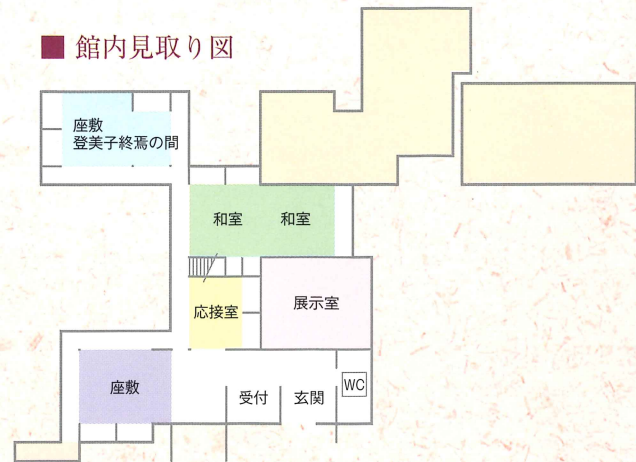 ■ 館内見取り図
座敷
登美子終焉の間
和室
和室
応接室
展示室
座敷
受付
玄関
WC